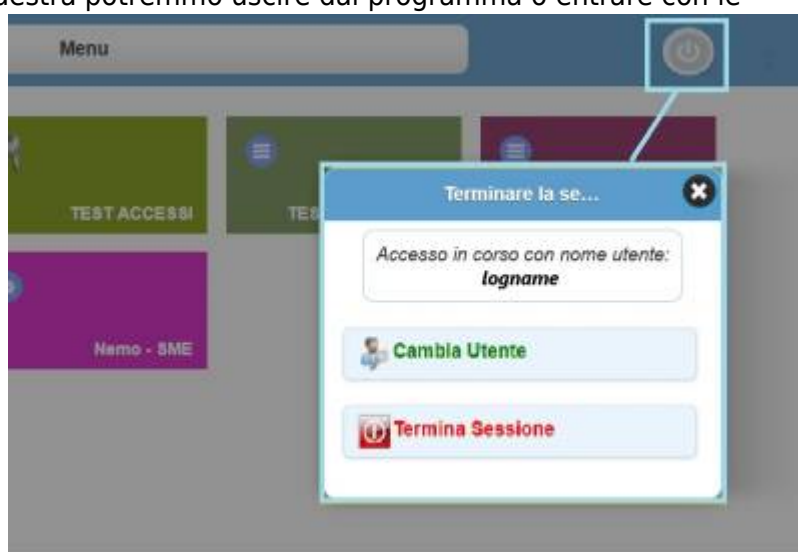 destra potremmo uscire dal programma o entrare con le
Menu
TEST ACCESSI
TES
Terminare la se...
Accesso in corso con nome utente:
logname
Nemo - SME
Cambia Utente
Termina Sessione